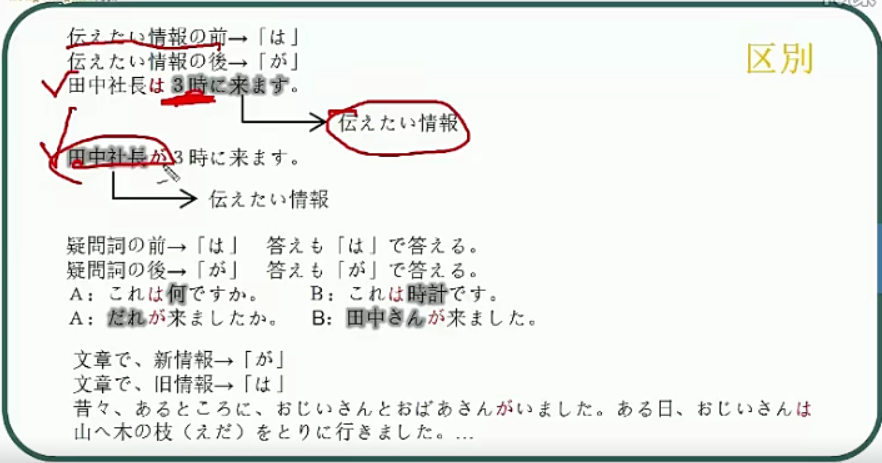 区別
伝えたい情報の前→「は」
伝えたい情報の後→「が」
田中社長は３時に来ます。
伝えたい情報
田中社長が３時に来ます。
伝えたい情報
疑問詞の前→「は」 答えも「は」で答える。
疑問詞の後→「が」 答えも「が」で答える。
A：これは何ですか。 B：これは時計です。
A：だれが来ましたか。 B：田中さんが来ました。
文章で、新情報→「が」
文章で、旧情報→「は」
昔々、あるところに、おじいさんとおばあさんがいました。ある日、おじいさんは
山へ木の枝（えだ）をとりに行きました。…